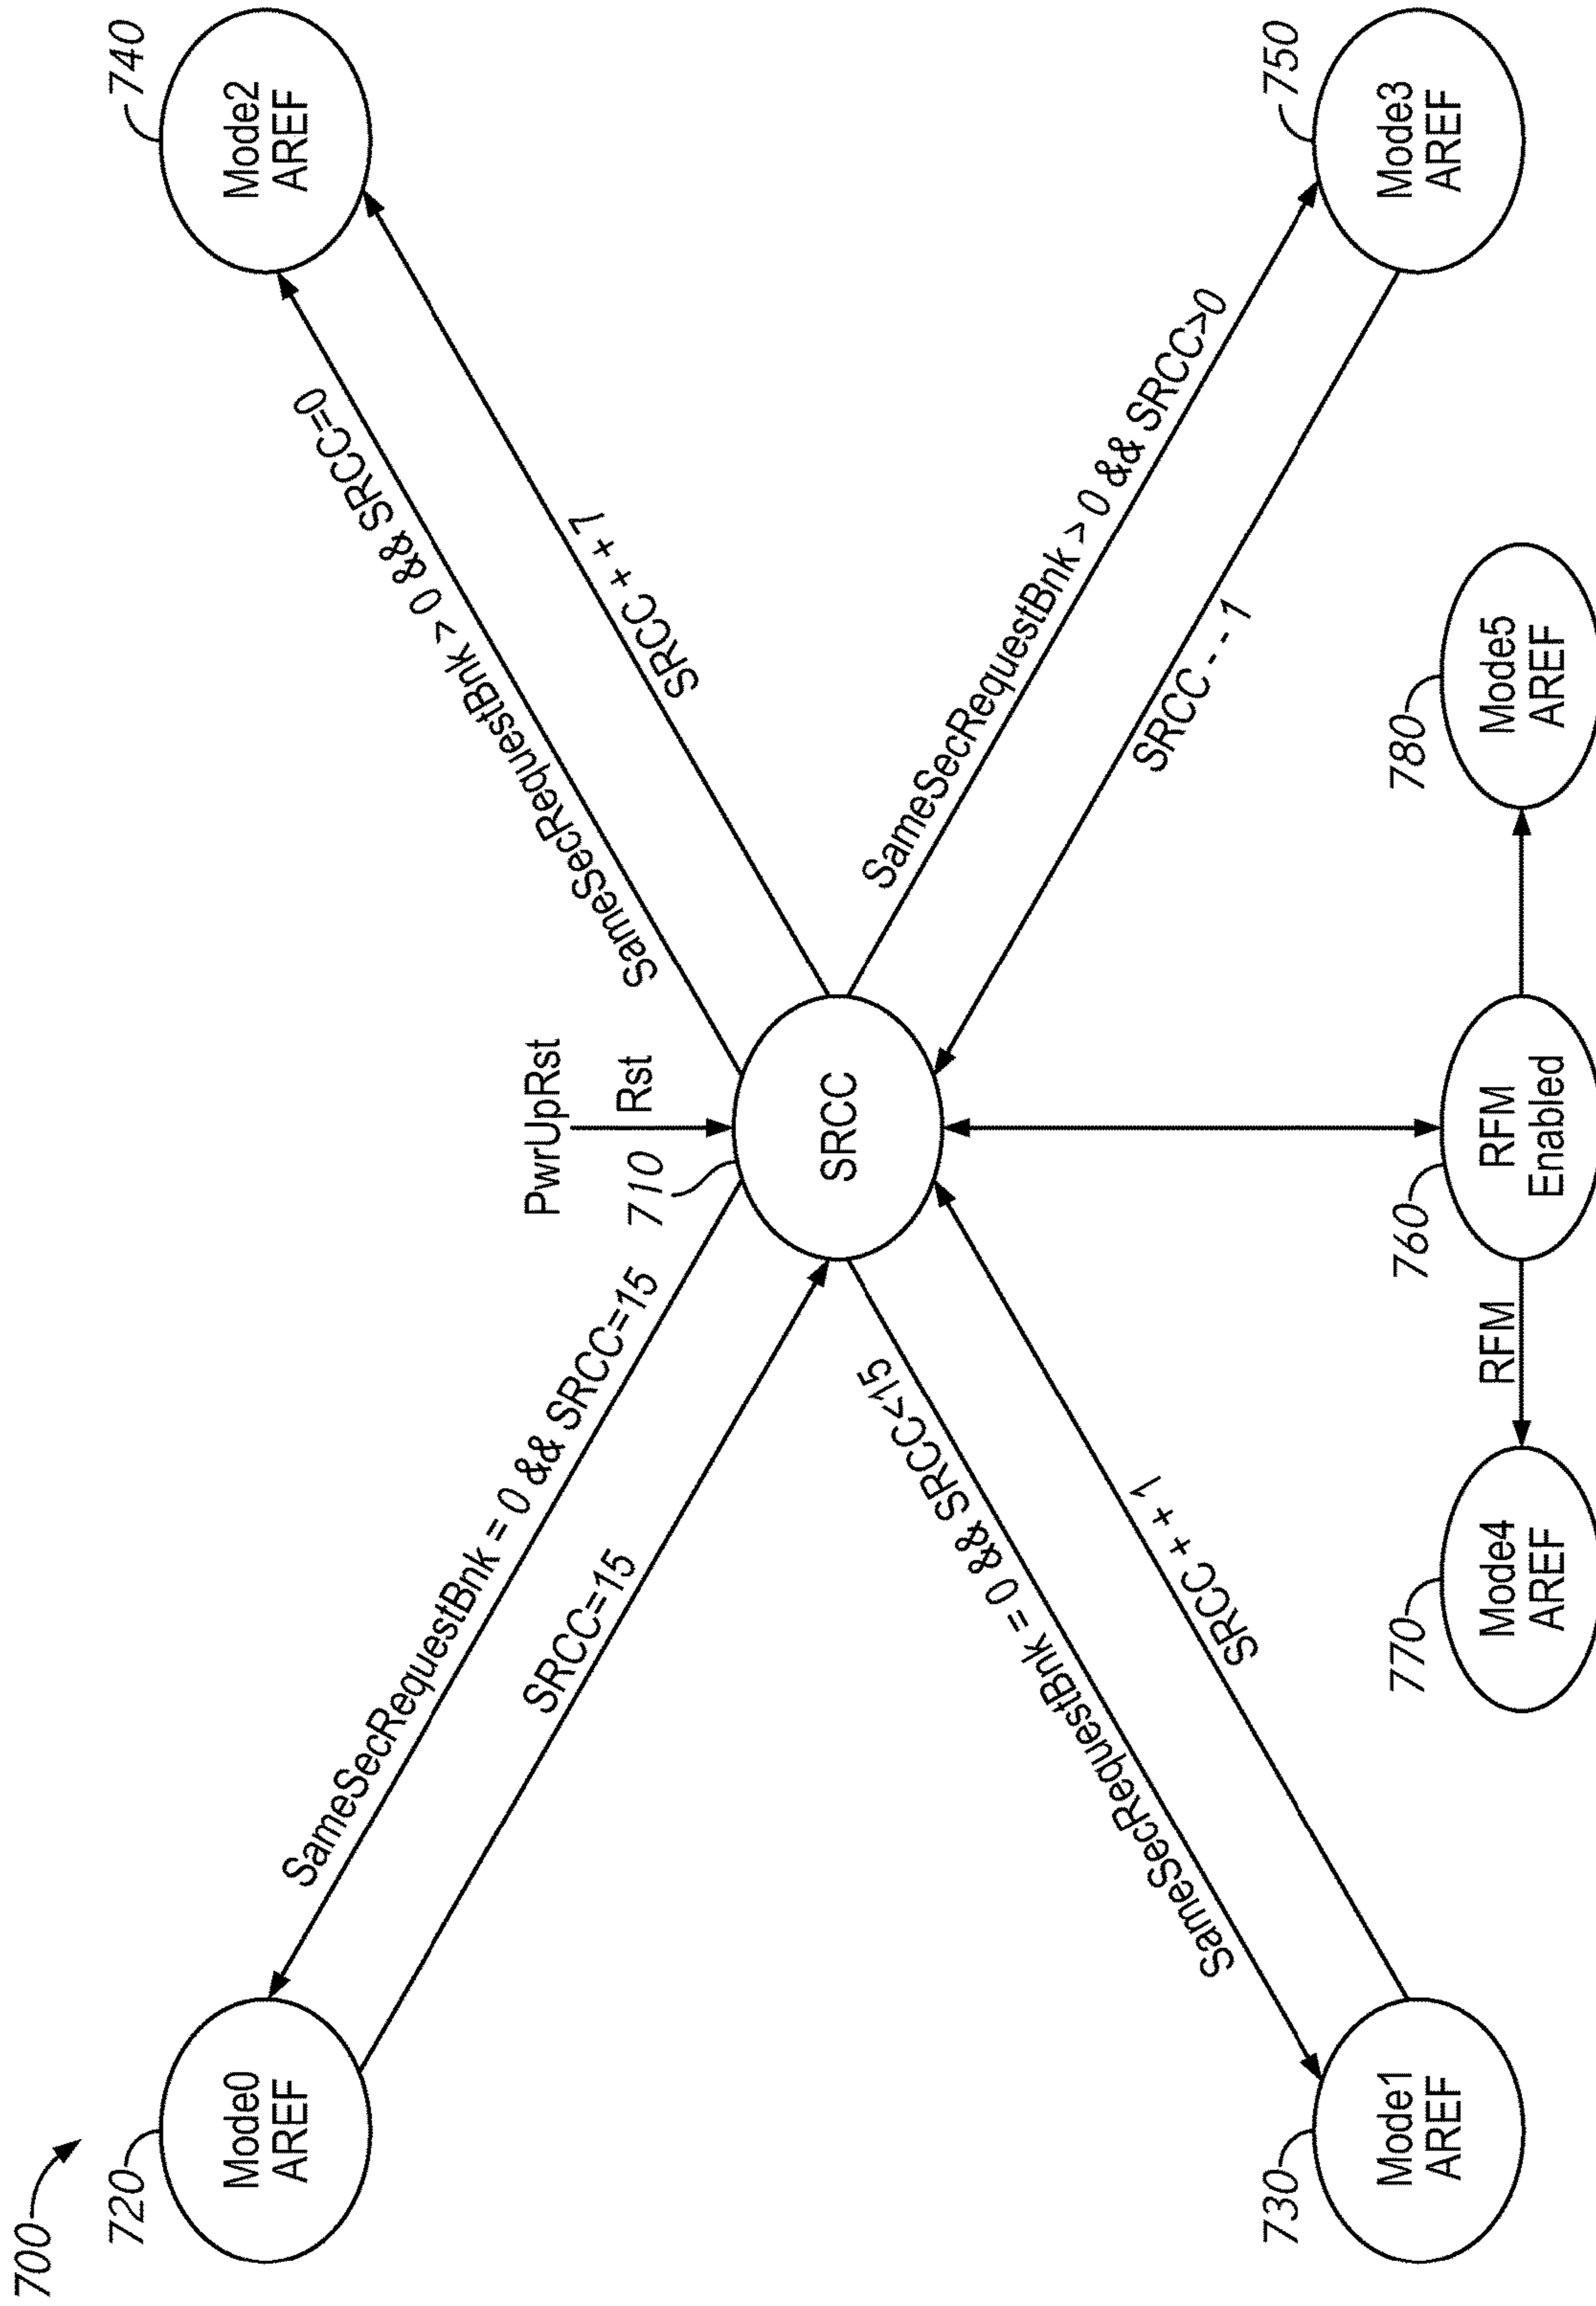 700
720
Mode0
AREF
740
Mode2
AREF
SameSecRequestBnk = 0 && SRCC=15
SRCC=15
PwrUpRst
Rst
SameSecRequestBnk > 0 && SRCC=0
SRCC + + 7
710
SRCC
SameSecRequestBnk = 0 && SRCC<15
SRCC + + 1
SameSecRequestBnk > 0 && SRCC>0
SRCC - - 1
730
Mode1
AREF
750
Mode3
AREF
770
Mode4
AREF
RFM
760
RFM
Enabled
780
Mode5
AREF